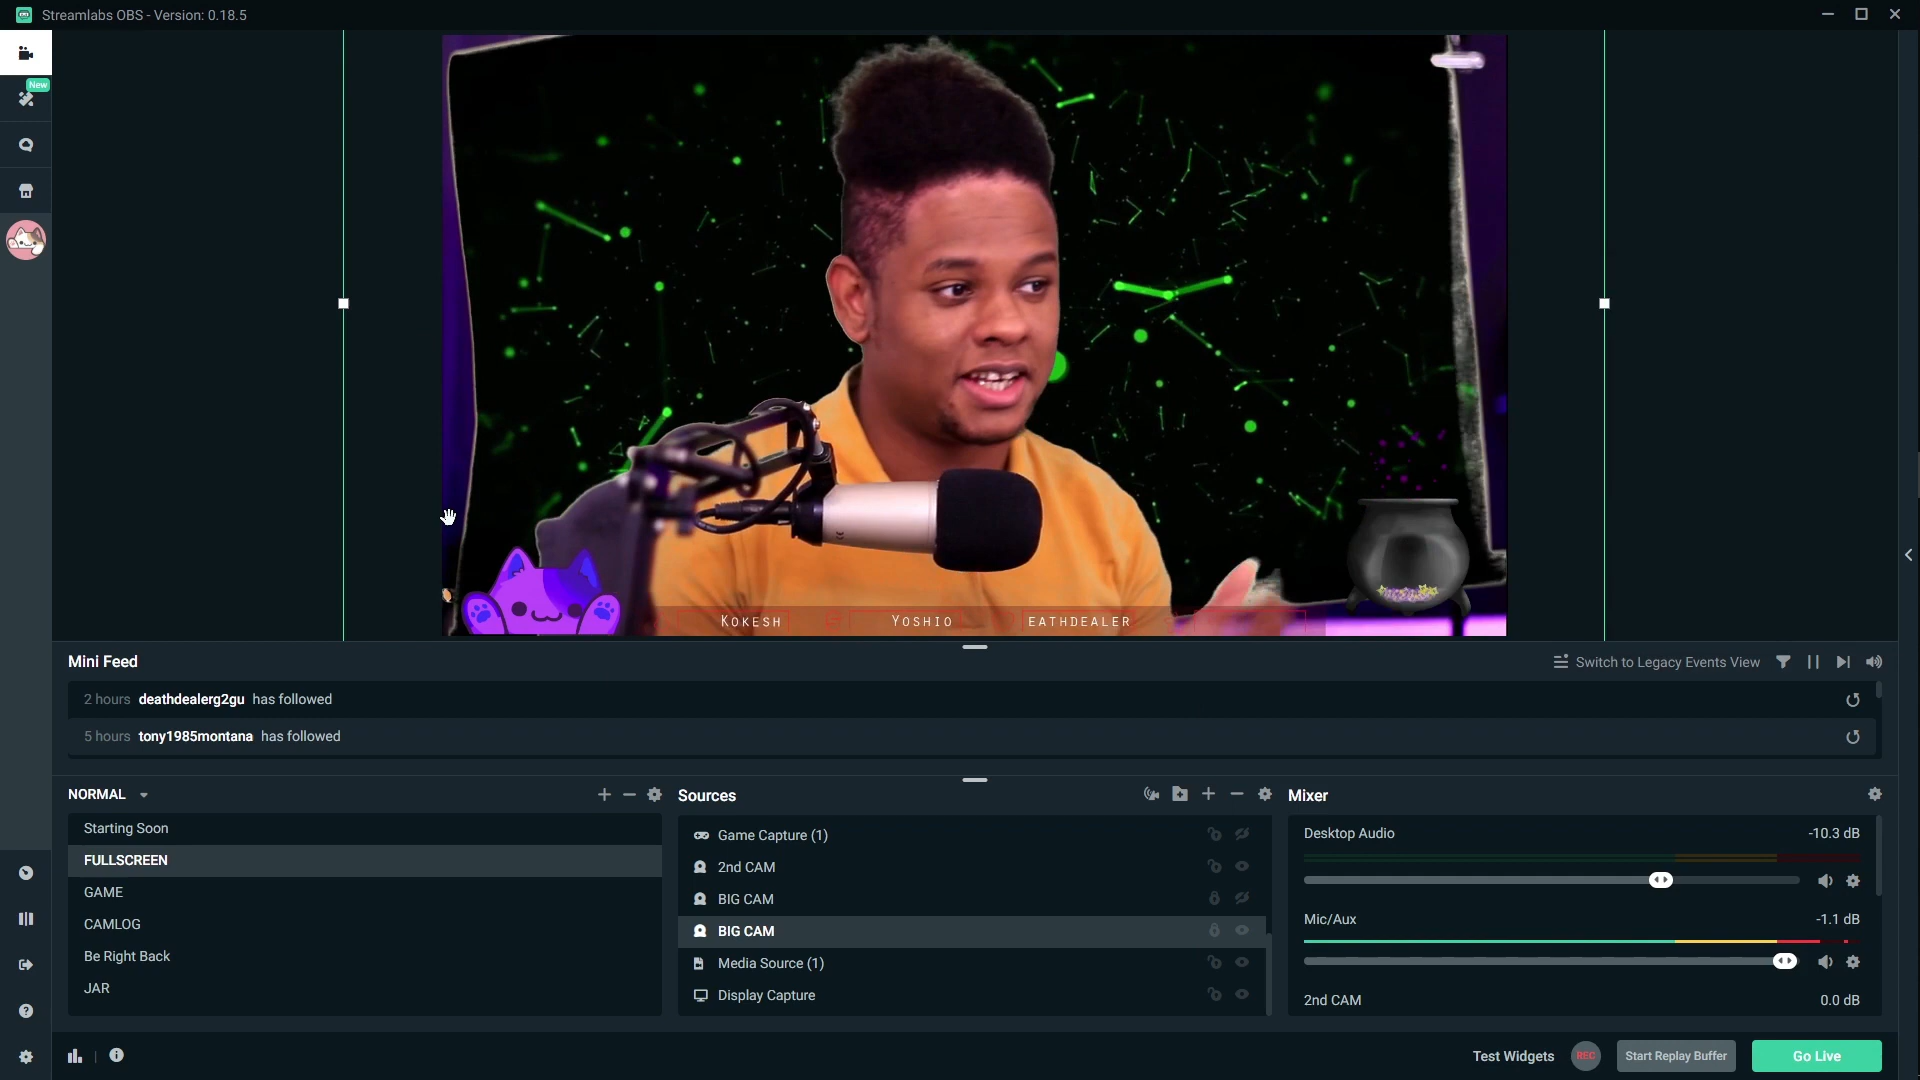 Streamlabs OBS - Version: 0.18.5
New
KOKESH YOSHIO EATHDEALER
Mini Feed
Switch to Legacy Events View
2 hours deathdealerg2gu has followed
5 hours tony1985montana has followed
NORMAL
Starting Soon
FULLSCREEN
GAME
CAMLOG
Be Right Back
JAR
Sources
Game Capture (1)
2nd CAM
BIG CAM
BIG CAM
Media Source (1)
Display Capture
Mixer
Desktop Audio -10.3 dB
Mic/Aux -1.1 dB
2nd CAM 0.0 dB
Test Widgets
REC
Start Replay Buffer
Go Live